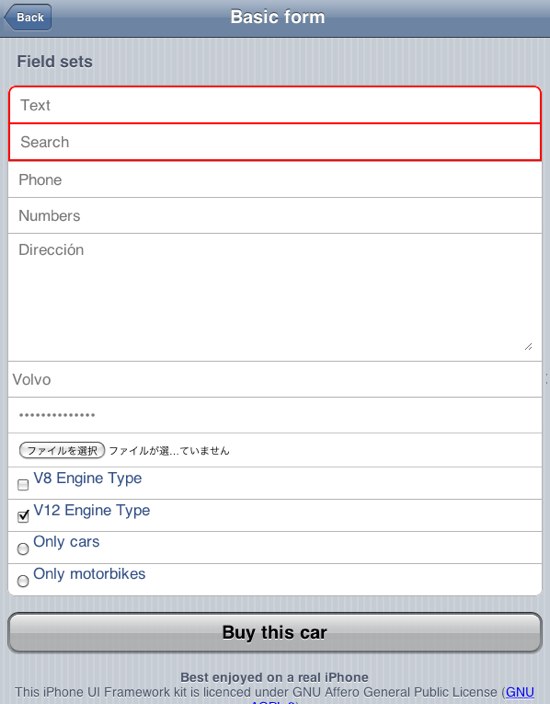 Back
Basic form
Field sets
Text
Search
Phone
Numbers
Dirección
Volvo
••••••••••••••
ファイルを選択 ファイルが選...ていません
V8 Engine Type
V12 Engine Type
Only cars
Only motorbikes
Buy this car
Best enjoyed on a real iPhone
This iPhone UI Framework kit is licenced under GNU Affero General Public License (GNU